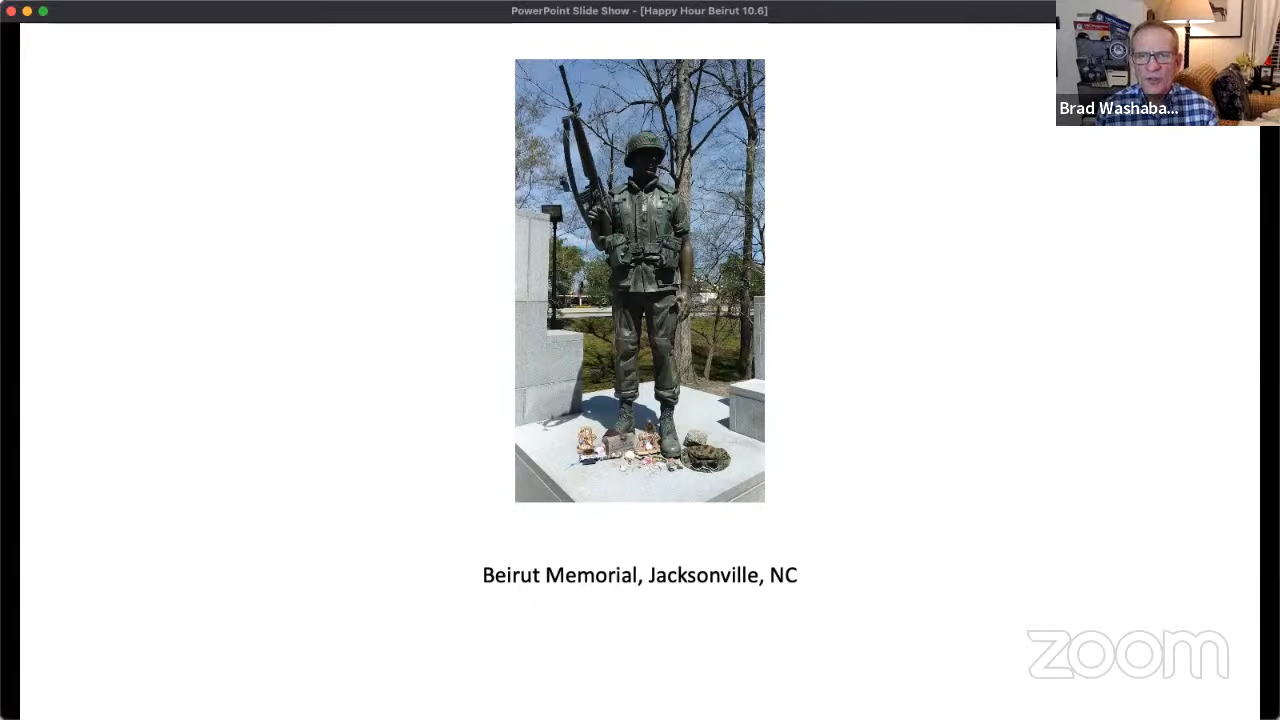 PowerPoint Slide Show - [Happy Hour Beirut 10.6]
Brad Washaba...
Beirut Memorial, Jacksonville, NC
zoom